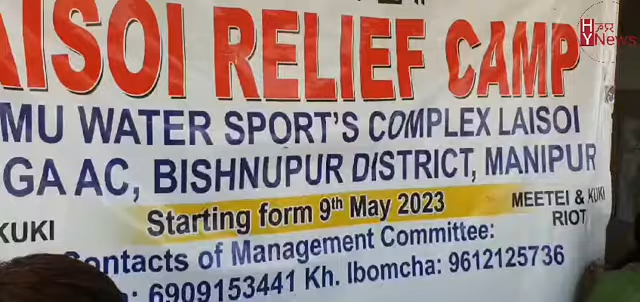 HY News
LAISOI RELIEF CAMP
MU WATER SPORT'S COMPLEX LAISOI
GA AC, BISHNUPUR DISTRICT, MANIPUR
Starting form 9th May 2023
KUKI
MEETEI & KUKI
RIOT
Contacts of Management Committee:
: 6909153441 Kh. Ibomcha: 9612125736